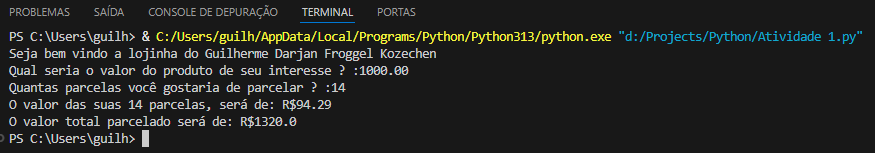 PROBLEMAS SAÍDA CONSOLE DE DEPURAÇÃO TERMINAL PORTAS
PS C:\Users\guilh> & C:/Users/guilh/AppData/Local/Programs/Python/Python313/python.exe "d:/Projects/Python/Atividade 1.py"
Seja bem vindo a lojinha do Guilherme Darjan Froggel Kozechen
Qual seria o valor do produto de seu interesse ? :1000.00
Quantas parcelas você gostaria de parcelar ? :14
O valor das suas 14 parcelas, será de: R$94.29
O valor total parcelado será de: R$1320.0
PS C:\Users\guilh>